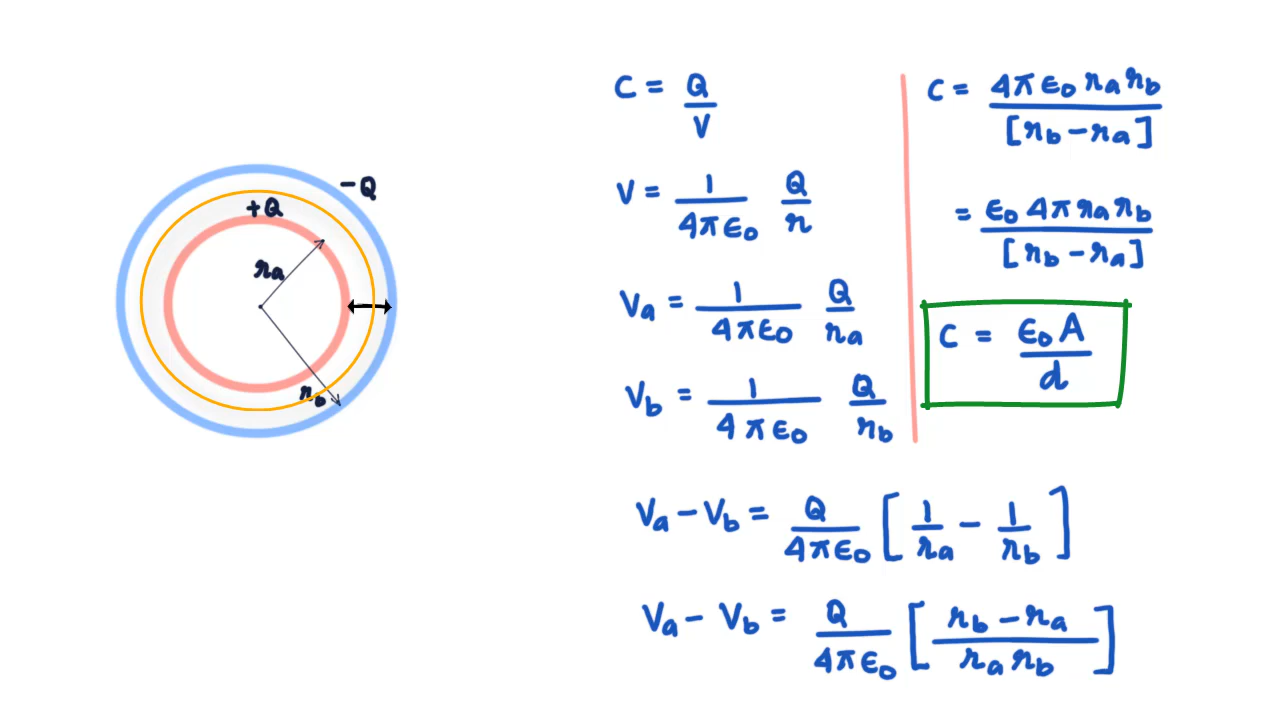 -Q
+Q
ra
rb
C = Q/V
V = 1/4πε0 Q/r
Va = 1/4πε0 Q/ra
Vb = 1/4πε0 Q/rb
Va - Vb = Q/4πε0 [1/ra - 1/rb]
Va - Vb = Q/4πε0 [rb - ra/ra rb]
C = 4πε0 ra rb/[rb - ra]
= ε0 4π ra rb/[rb - ra]
C = ε0 A/d